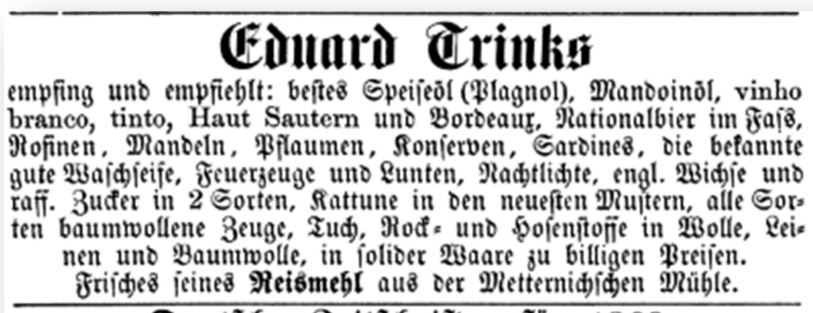 Eduard Trinks
empfing und empfiehlt: bestes Speiseöl (Plagnol), Mandoinöl, vinho
branco, tinto, Haut Sautern und Bordeaux, Nationalbier im Fass,
Rosinen, Mandeln, Pflaumen, Konserven, Sardines, die bekannte
gute Waschseife, Feuerzeuge und Lunten, Nachtlichte, engl. Wichse und
raff. Zucker in 2 Sorten, Kattune in den neuesten Mustern, alle Sor-
ten baumwollene Zeuge, Tuch, Rock- und Hosenstoffe in Wolle, Lei-
nen und Baumwolle, in solider Waare zu billigen Preisen.
Frisches feines Reismehl aus der Metternichschen Mühle.